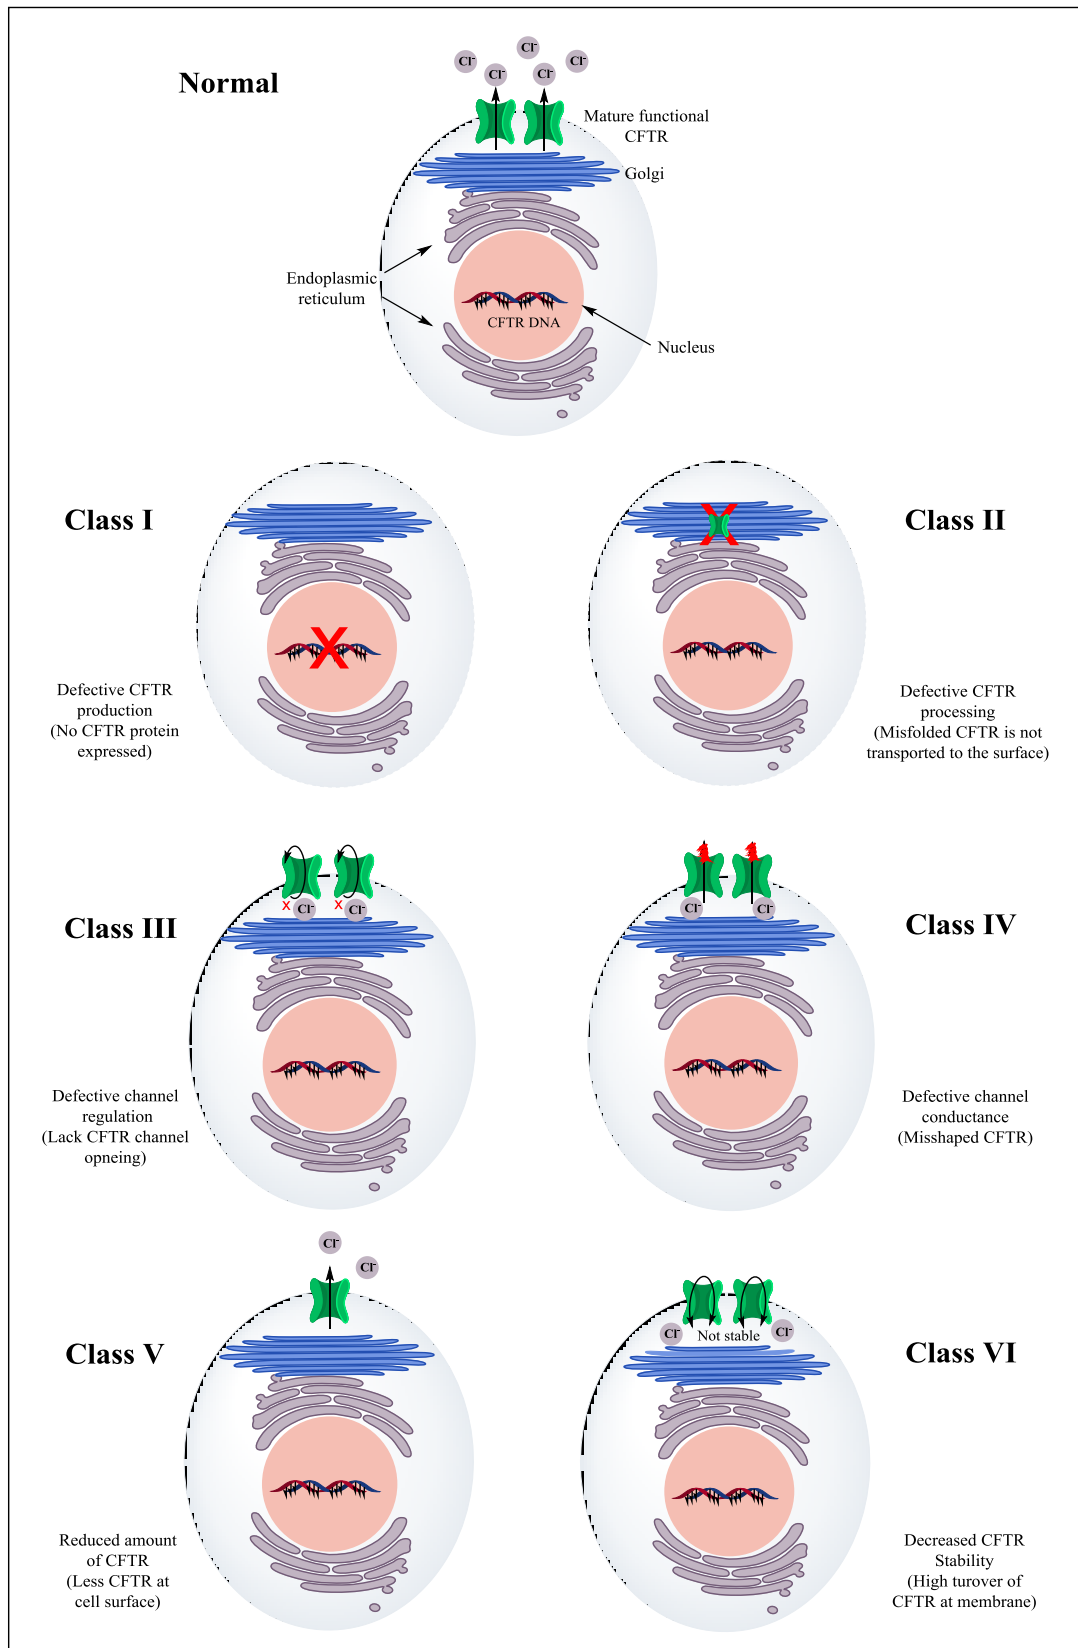 Normal
Cl-
Cl-
Cl-
Cl-
Cl-
Mature functional
CFTR
Golgi
Endoplasmic
reticulum
CFTR DNA
Nucleus
Class I
Defective CFTR
production
(No CFTR protein
expressed)
Class II
X
Defective CFTR
processing
(Misfolded CFTR is not
transported to the surface)
Class III
x
Cl-
x
Cl-
Defective channel
regulation
(Lack CFTR channel
opneing)
Class IV
Cl-
Cl-
Defective channel
conductance
(Misshaped CFTR)
Class V
Cl-
Cl-
Reduced amount
of CFTR
(Less CFTR at
cell surface)
Class VI
Cl-
Not stable
Cl-
Decreased CFTR
Stability
(High turover of
CFTR at membrane)